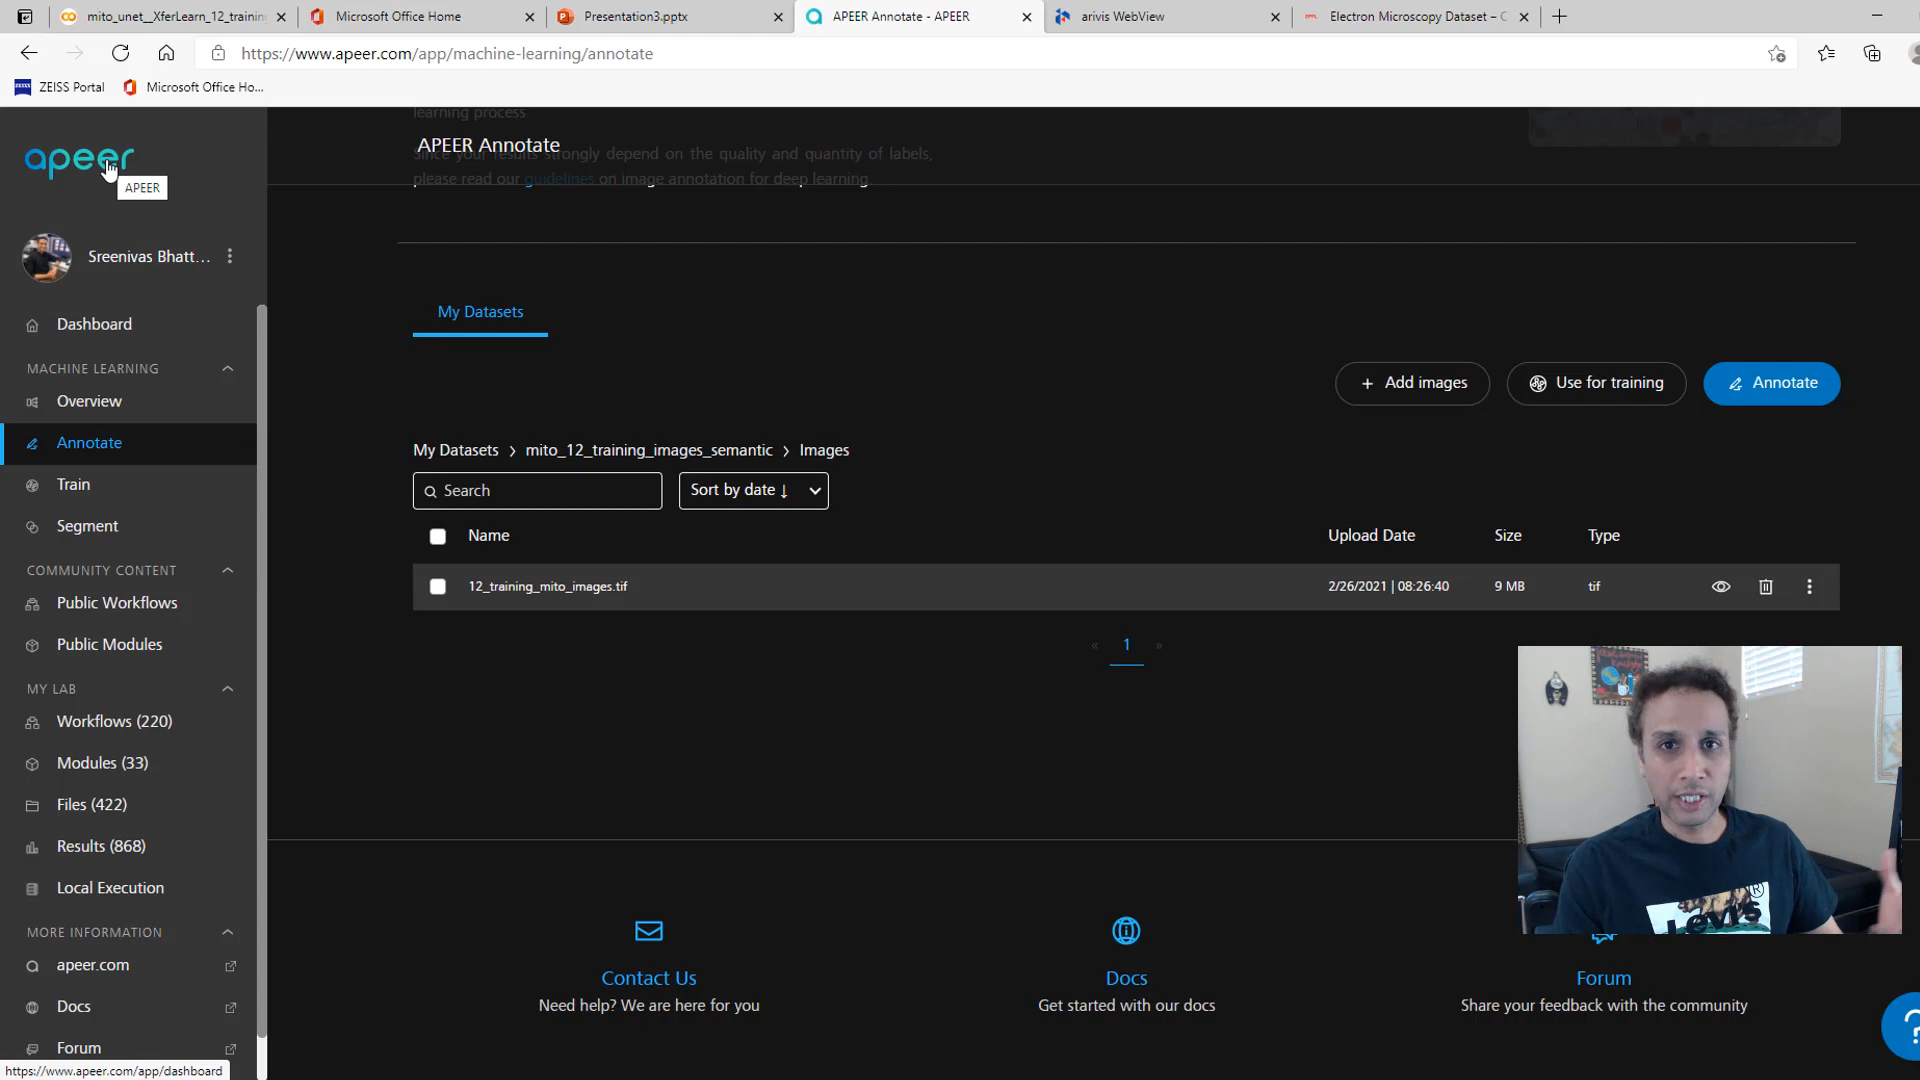 mito_unet__XferLearn_12_trainin
Microsoft Office Home
Presentation3.pptx
APEER Annotate - APEER
arivis WebView
Electron Microscopy Dataset – C
https://www.apeer.com/app/machine-learning/annotate
ZEISS Portal
Microsoft Office Ho...
apeer
APEER
Sreenivas Bhatt...
Dashboard
MACHINE LEARNING
Overview
Annotate
Train
Segment
COMMUNITY CONTENT
Public Workflows
Public Modules
MY LAB
Workflows (220)
Modules (33)
Files (422)
Results (868)
Local Execution
MORE INFORMATION
apeer.com
Docs
Forum
https://www.apeer.com/app/dashboard
learning process
APEER Annotate
Since your results strongly depend on the quality and quantity of labels,
please read our guidelines on image annotation for deep learning.
My Datasets
+ Add images
Use for training
Annotate
My Datasets > mito_12_training_images_semantic > Images
Search
Sort by date ↓
Name Upload Date Size Type
12_training_mito_images.tif 2/26/2021 | 08:26:40 9 MB tif
« 1 »
Levi's
®
Contact Us
Need help? We are here for you
Docs
Get started with our docs
Forum
Share your feedback with the community
?